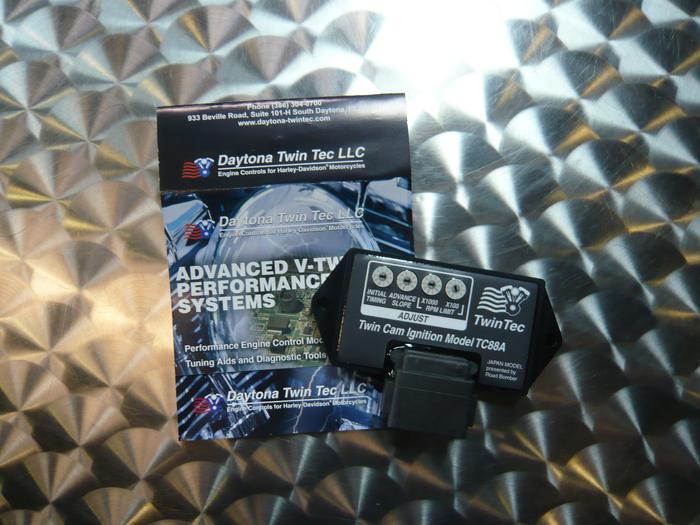 Phone (386) 304-0700
933 Beville Road, Suite 101-H South Daytona,
www.daytona-twintec.com
Daytona Twin Tec LLC
Engine Controls for Harley-Davidson® Motorcycles
Daytona Twin Tec LLC
Engine Controls for Harley-Davidson® Motorcycles
ADVANCED V-TW
PERFORMANCE
SYSTEMS
Performance Engine Control Mod
Tuning Aids and Diagnostic Tools
Daytona Twin Tec LLC
Engine Controls for Harley-Davidson® Motorcycles
INITIAL TIMING
ADVANCE SLOPE
X1000 X100
RPM LIMIT
ADJUST
Twin Cam Ignition Model TC88A
TwinTec
JAPAN MODEL
presented by
Road Bomber